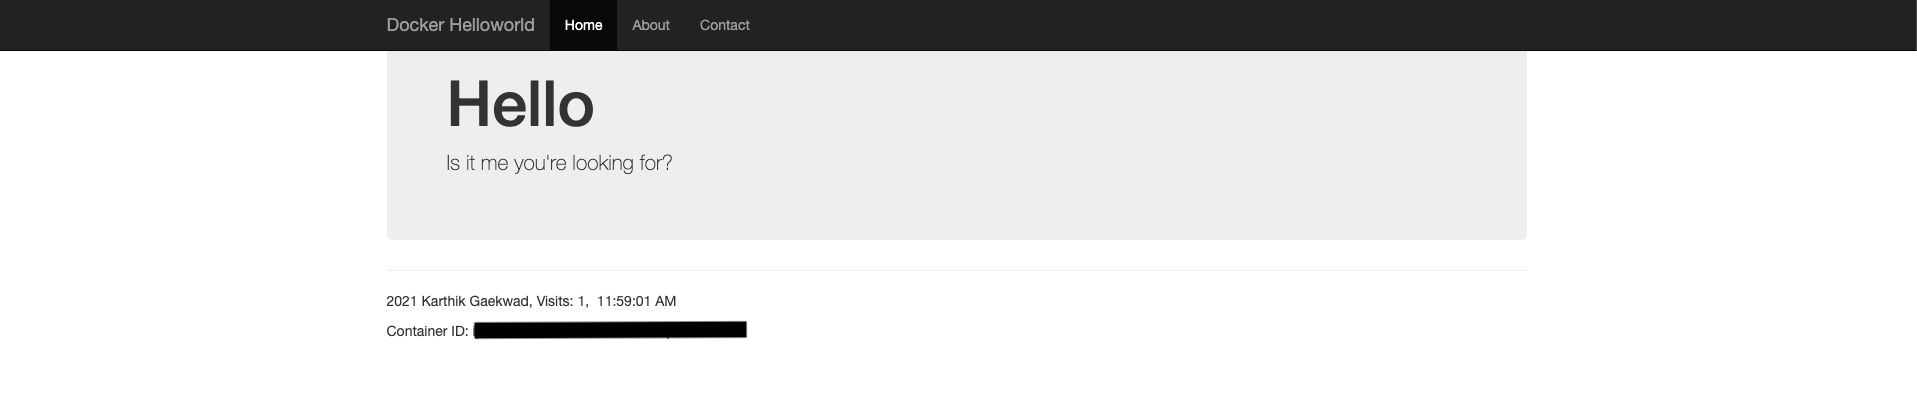 Docker Helloworld Home About Contact
Hello
Is it me you're looking for?
2021 Karthik Gaekwad, Visits: 1, 11:59:01 AM
Container ID: